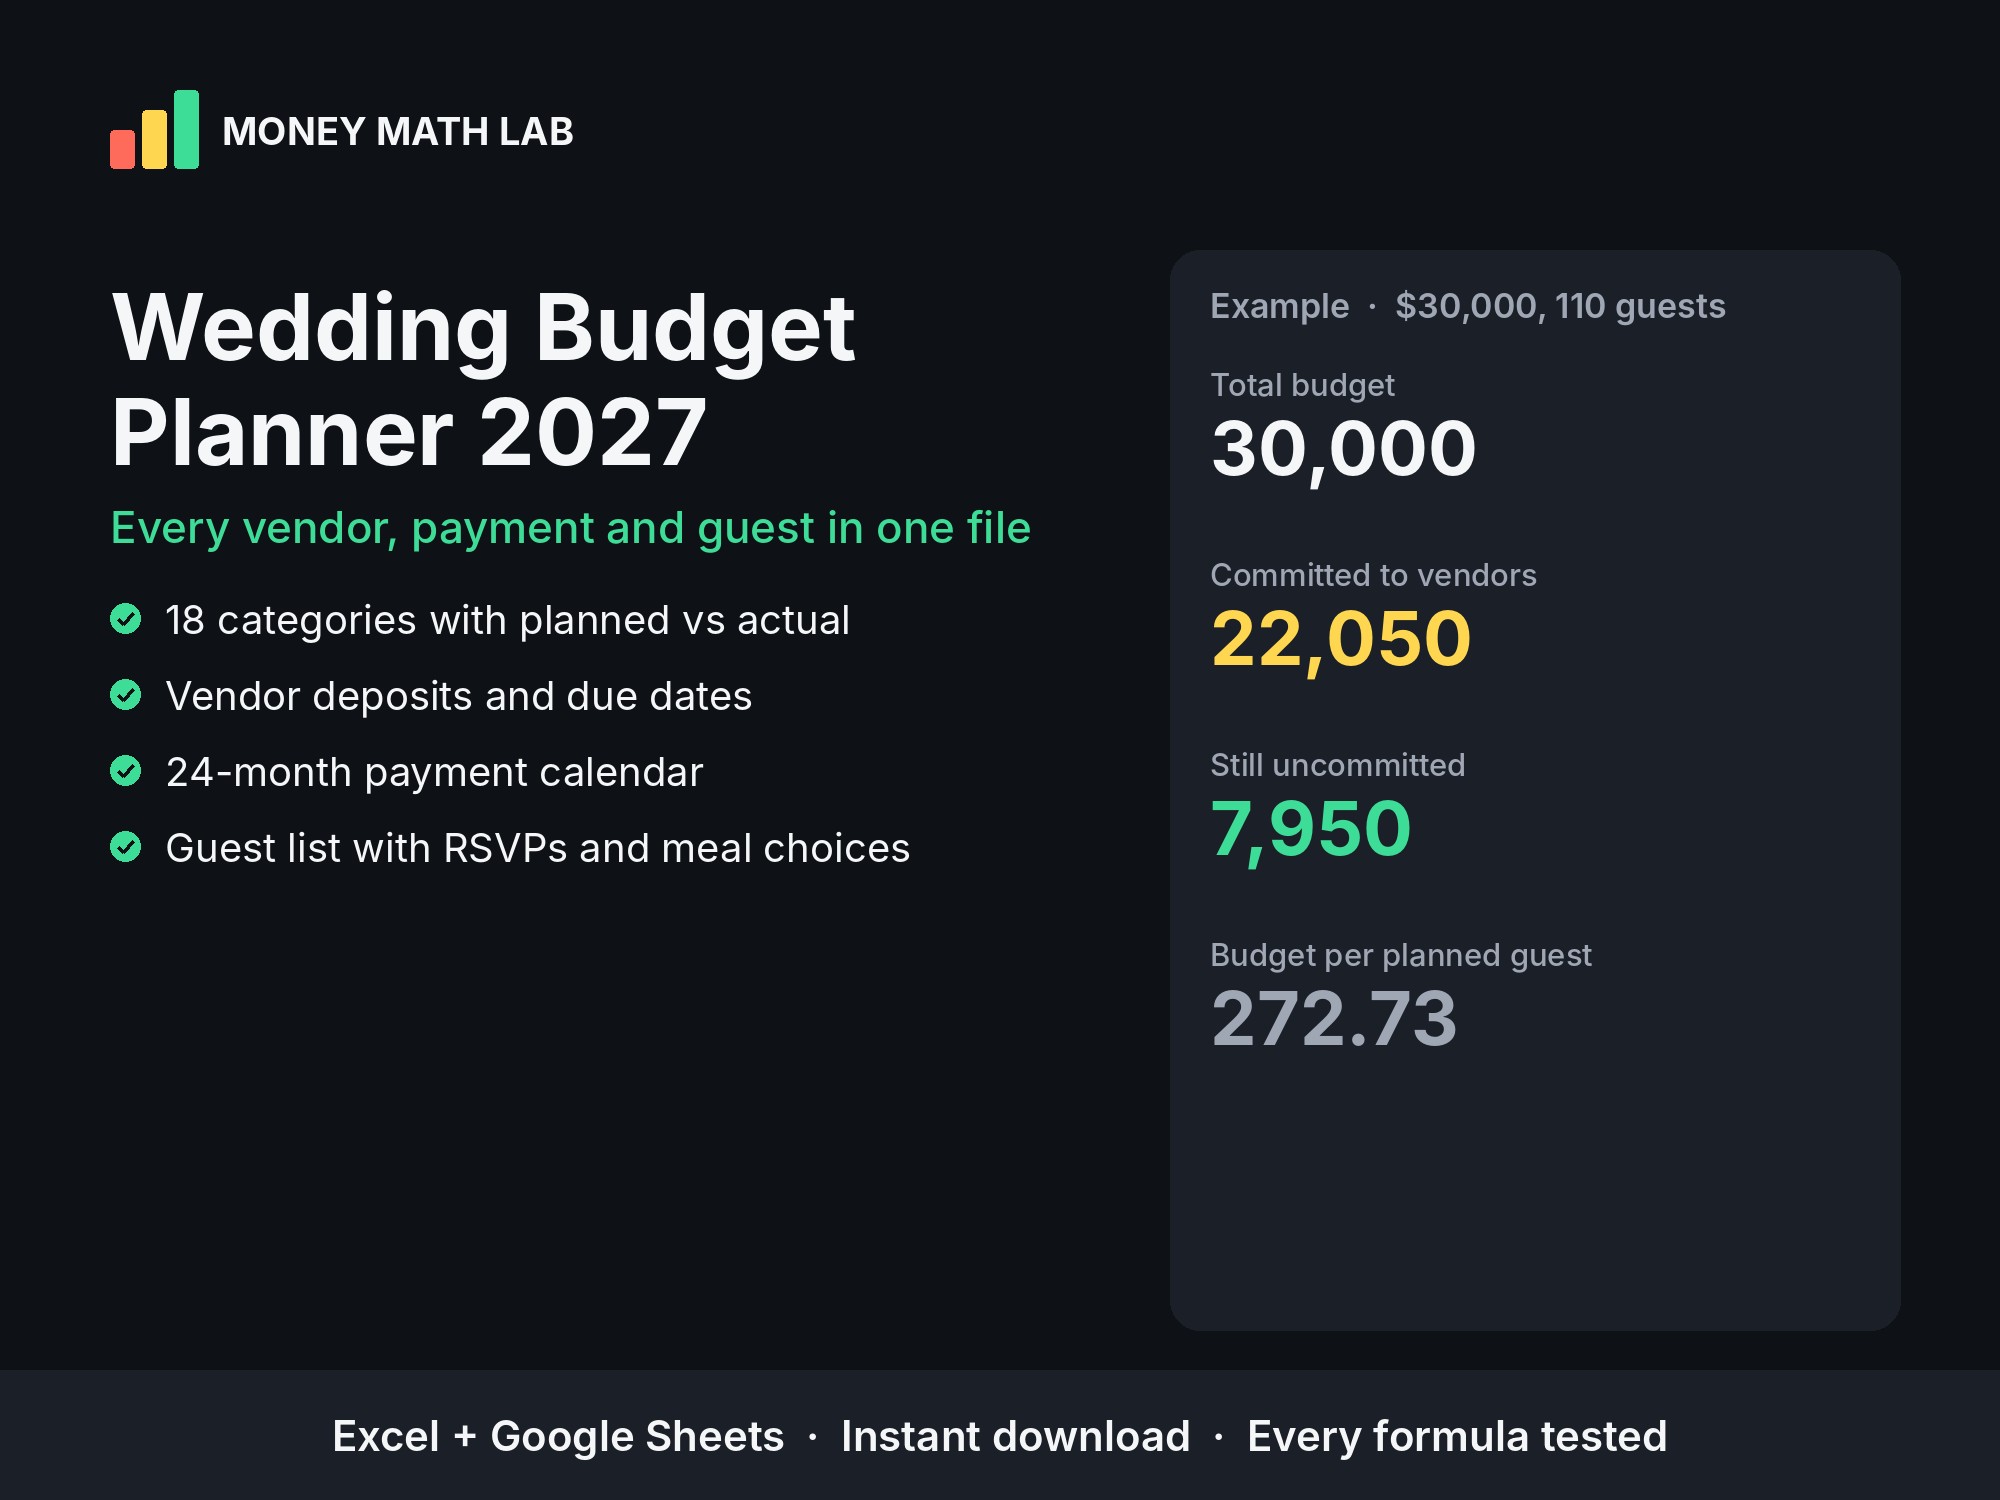 MONEY MATH LAB
Wedding Budget
Planner 2027
Every vendor, payment and guest in one file
18 categories with planned vs actual
Vendor deposits and due dates
24-month payment calendar
Guest list with RSVPs and meal choices
Example · $30,000, 110 guests
Total budget
30,000
Committed to vendors
22,050
Still uncommitted
7,950
Budget per planned guest
272.73
Excel + Google Sheets · Instant download · Every formula tested